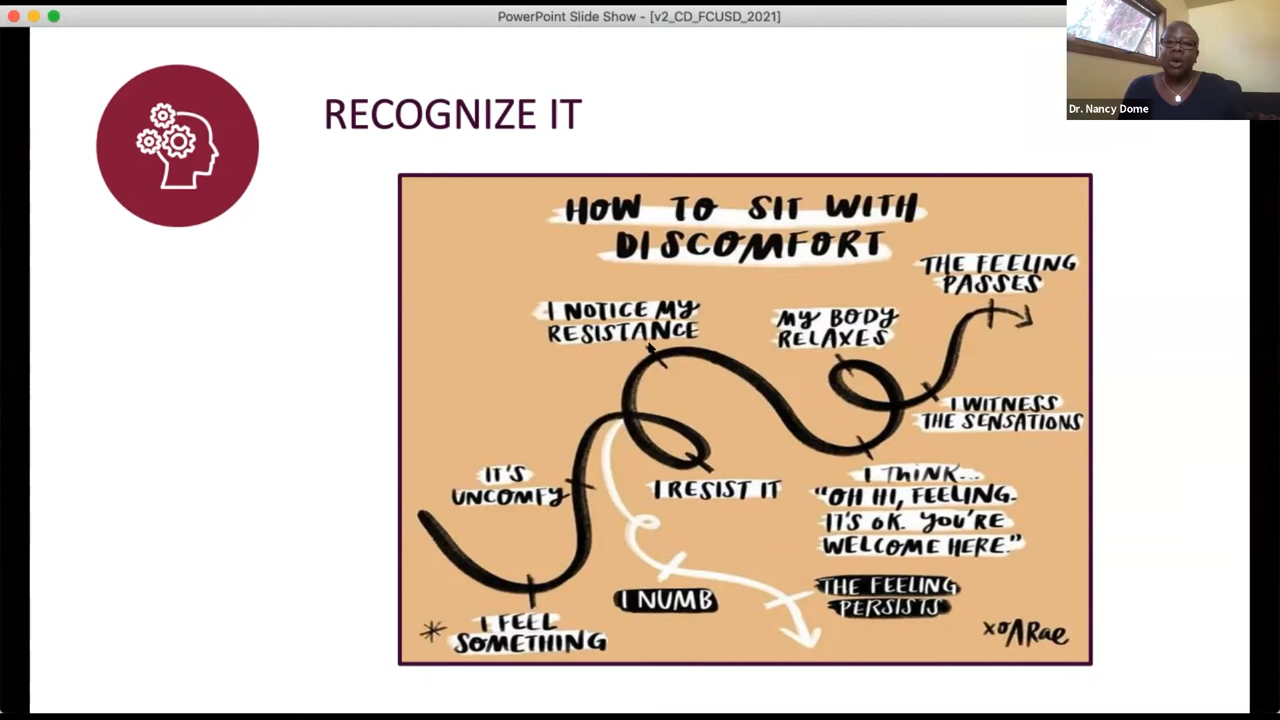 PowerPoint Slide Show - [v2_CD_FCUSD_2021]
Dr. Nancy Dome
RECOGNIZE IT
HOW TO SIT WITH
DISCOMFORT
THE FEELING
PASSES
I NOTICE MY
RESISTANCE
MY BODY
RELAXES
I WITNESS
THE SENSATIONS
IT'S
UNCOMFY
I RESIST IT
I THINK...
"OH HI, FEELING.
IT'S OK. YOU'RE
WELCOME HERE."
I NUMB
THE FEELING
PERSISTS
I FEEL
SOMETHING
xoARae